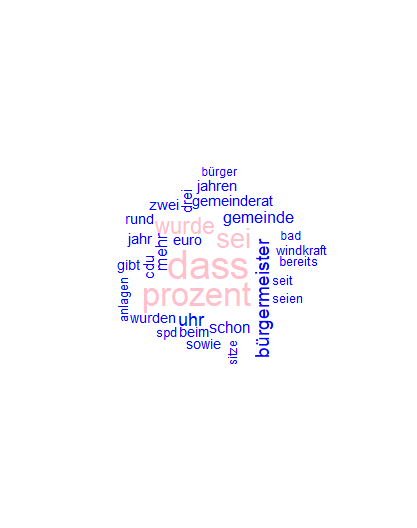 bürger
jahren
drei
zwei
gemeinderat
rund
wurde
gemeinde
jahr
mehr
euro
sei
bad
windkraft
bereits
gibt
cdu
dass
bürgermeister
seit
anlagen
prozent
seien
wurden
uhr
schon
spd
beim
sowie
sitze